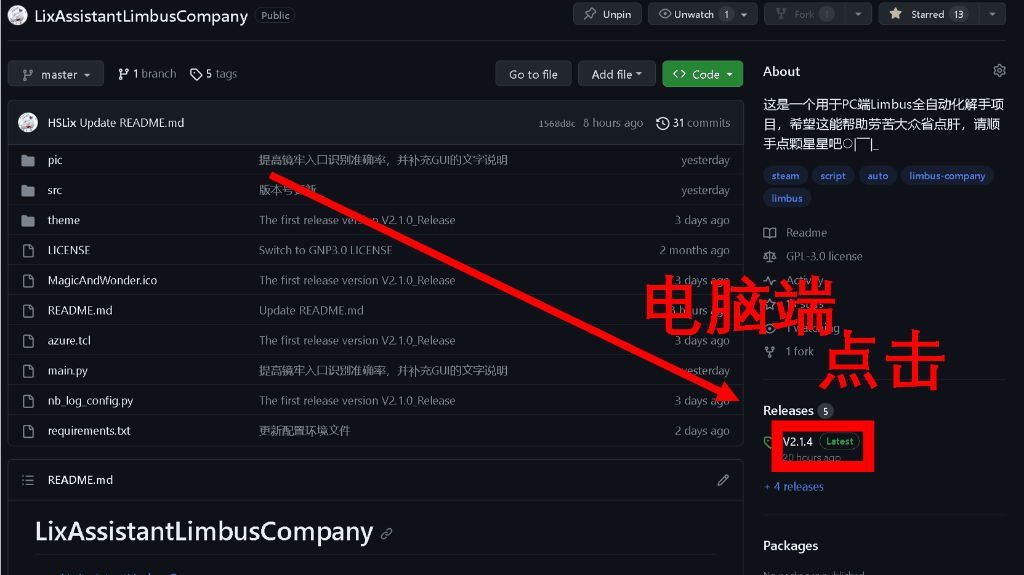 LixAssistantLimbusCompany Public
Unpin Unwatch 1 Fork Starred 13
master 1 branch 5 tags Go to file Add file <> Code
HSLix Update README.md 1568d8c 8 hours ago 31 commits
pic 提高镜牢入口识别准确率，并补充GUI的文字说明 yesterday
src 版本号更新 yesterday
theme The first release version V2.1.0_Release 3 days ago
LICENSE Switch to GNP3.0 LICENSE 2 months ago
MagicAndWonder.ico The first release version V2.1.0_Release 3 days ago
README.md Update README.md 8 hours ago
azure.tcl The first release version V2.1.0_Release 3 days ago
main.py 提高镜牢入口识别准确率，并补充GUI的文字说明 yesterday
nb_log_config.py The first release version V2.1.0_Release 3 days ago
requirements.txt 更新配置环境文件 2 days ago
README.md
LixAssistantLimbusCompany
About
这是一个用于PC端Limbus全自动化解手项
目，希望这能帮助劳苦大众省点肝，请顺
手点颗星星吧
steam script auto limbus-company
limbus
Readme
GPL-3.0 license
Activity
1 watching
1 fork
电脑端
点击
Releases 5
V2.1.4 Latest
20 hours ago
+ 4 releases
Packages